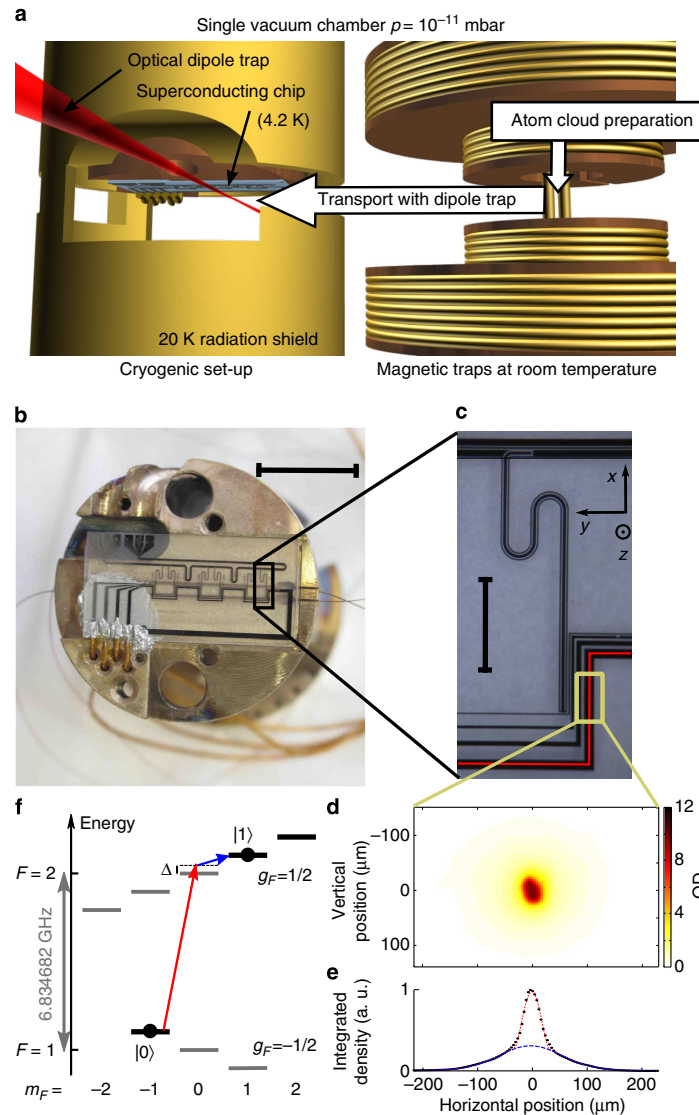 a
Single vacuum chamber p = 10⁻¹¹ mbar
Optical dipole trap
Superconducting chip
(4.2 K)
Atom cloud preparation
Transport with dipole trap
20 K radiation shield
Cryogenic set-up
Magnetic traps at room temperature
b
c
x
y
z
f
Energy
|1⟩
Δ
F = 2
g_F=1/2
6.834682 GHz
|0⟩
F = 1
g_F=−1/2
m_F = −2 −1 0 1 2
d
Vertical
position (μm)
−100
0
100
12
8
4
0
OD
e
Integrated
density (a. u.)
1
0
−200 −100 0 100 200
Horizontal position (μm)